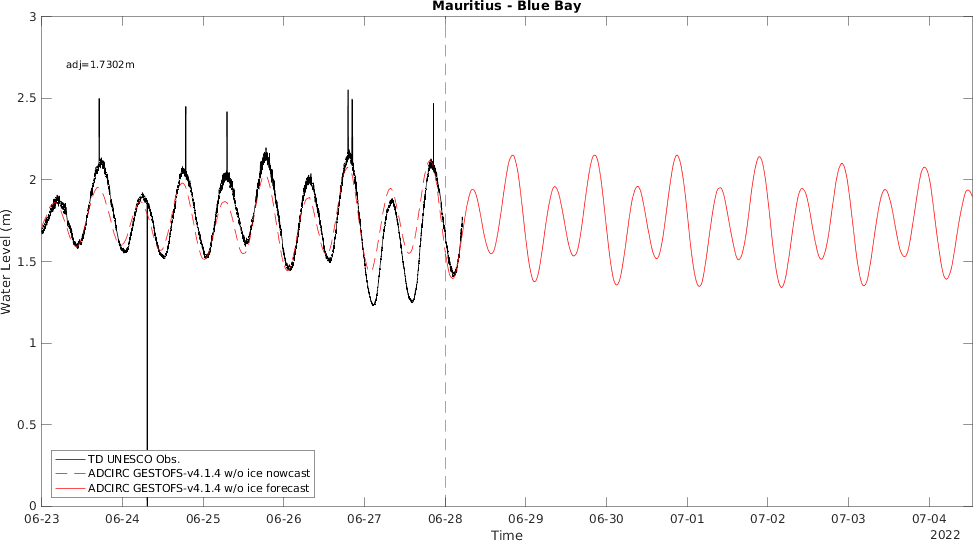 Mauritius - Blue Bay
adj=1.7302m
3
2.5
2
1.5
1
0.5
0
Water Level (m)
TD UNESCO Obs.
ADCIRC GESTOFS-v4.1.4 w/o ice nowcast
ADCIRC GESTOFS-v4.1.4 w/o ice forecast
06-23 06-24 06-25 06-26 06-27 06-28 06-29 06-30 07-01 07-02 07-03 07-04
Time
2022